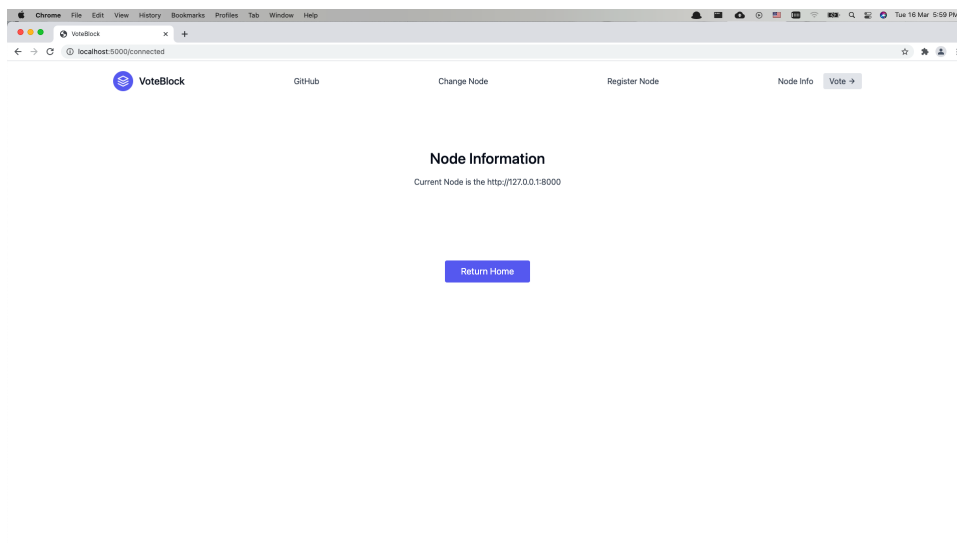 Chrome File Edit View History Bookmarks Profiles Tab Window Help Tue 16 Mar 5:59 PM
VoteBlock
localhost:5000/connected
VoteBlock GitHub Change Node Register Node Node Info Vote →
Node Information
Current Node is the http://127.0.0.1:8000
Return Home